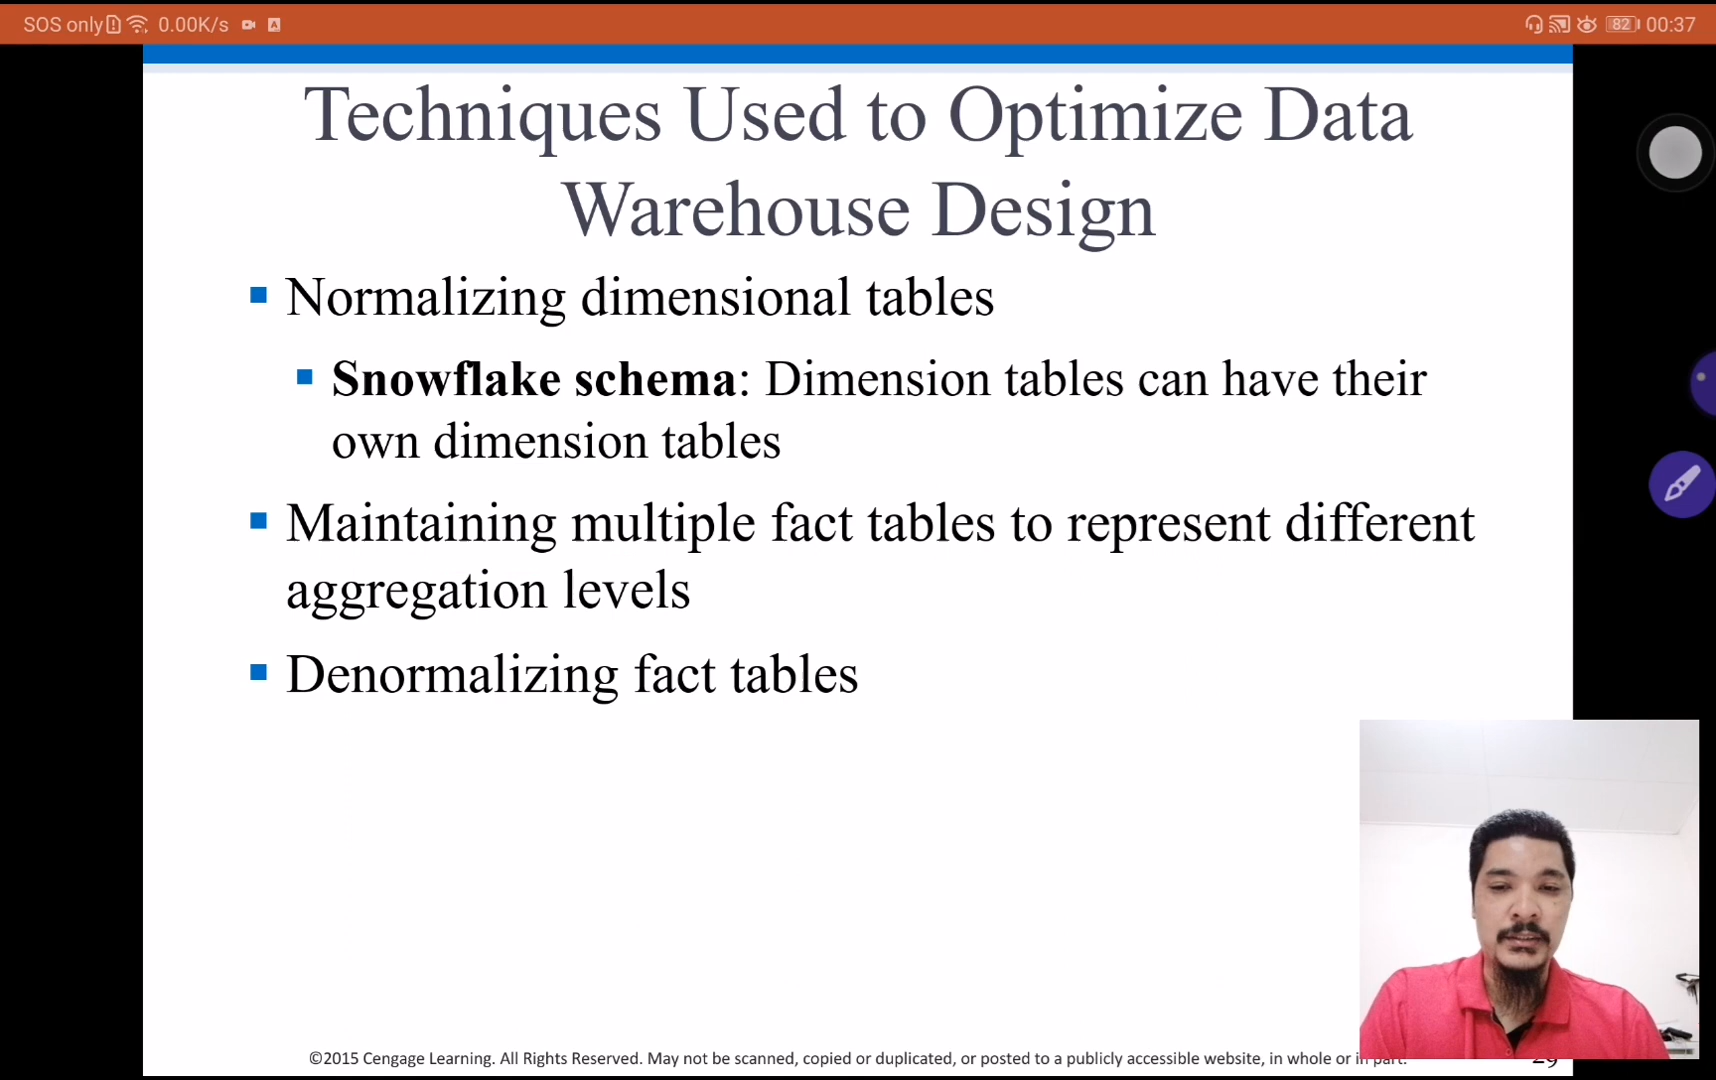 SOS only 0.00K/s A 82 00:37
Techniques Used to Optimize Data
Warehouse Design
Normalizing dimensional tables
Snowflake schema: Dimension tables can have their
own dimension tables
Maintaining multiple fact tables to represent different
aggregation levels
Denormalizing fact tables
©2015 Cengage Learning. All Rights Reserved. May not be scanned, copied or duplicated, or posted to a publicly accessible website, in whole or in part. 29